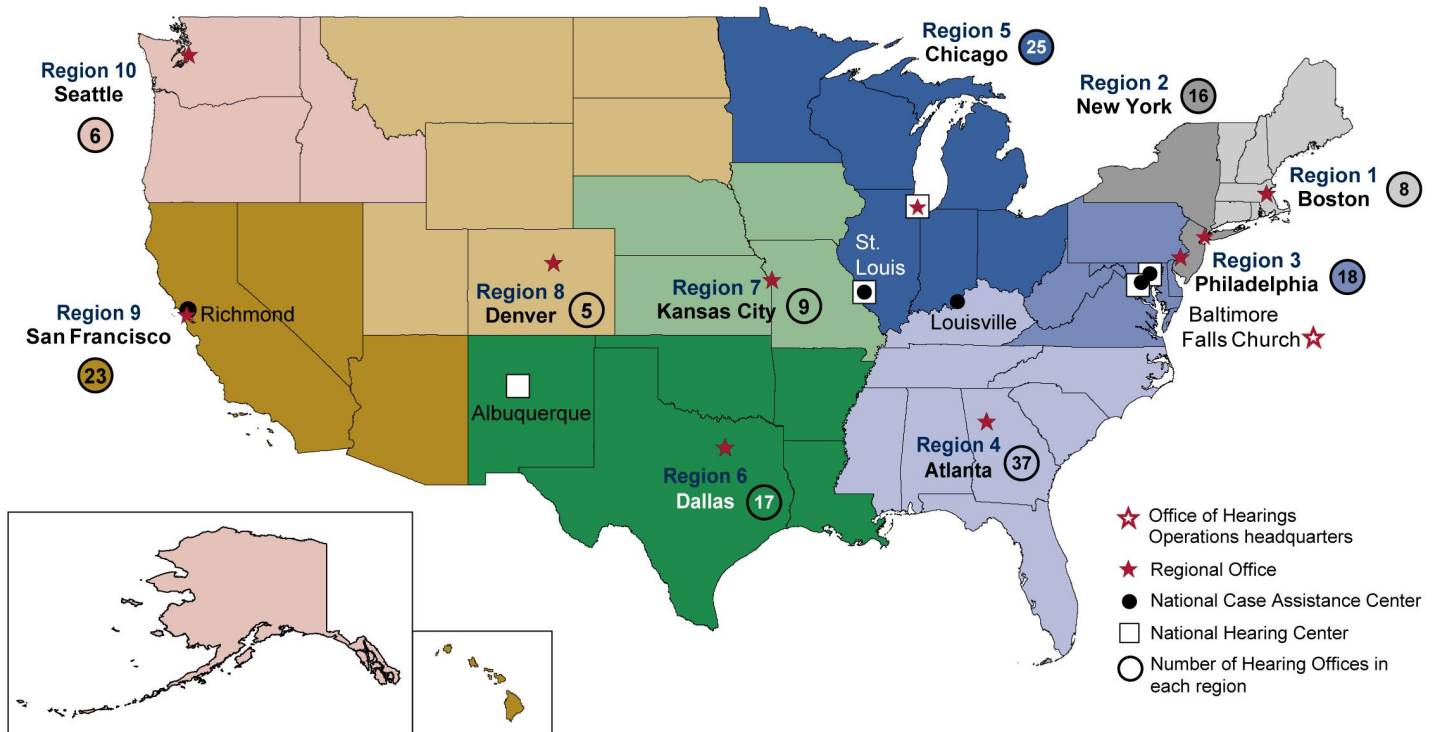 Region 10
Seattle
6
Region 5
Chicago
25
Region 2
New York
16
Region 1
Boston
8
Region 3
Philadelphia
18
Baltimore
Falls Church
St.
Louis
Louisville
Region 7
Kansas City
9
Region 8
Denver
5
Richmond
Region 9
San Francisco
23
Albuquerque
Region 6
Dallas
17
Region 4
Atlanta
37
Office of Hearings
Operations headquarters
Regional Office
National Case Assistance Center
National Hearing Center
Number of Hearing Offices in
each region